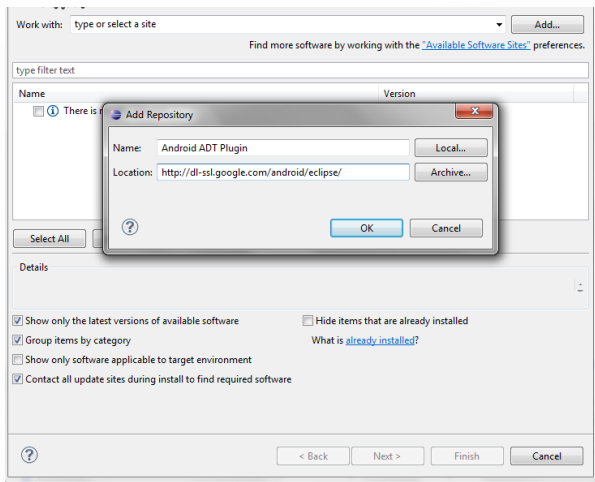 Work with: type or select a site Add...
Find more software by working with the "Available Software Sites" preferences.
type filter text
Name Version
There is
Add Repository
Name: Android ADT Plugin Local...
Location: http://dl-ssl.google.com/android/eclipse/ Archive...
OK Cancel
Select All
Details
Show only the latest versions of available software Hide items that are already installed
Group items by category What is already installed?
Show only software applicable to target environment
Contact all update sites during install to find required software
< Back Next > Finish Cancel